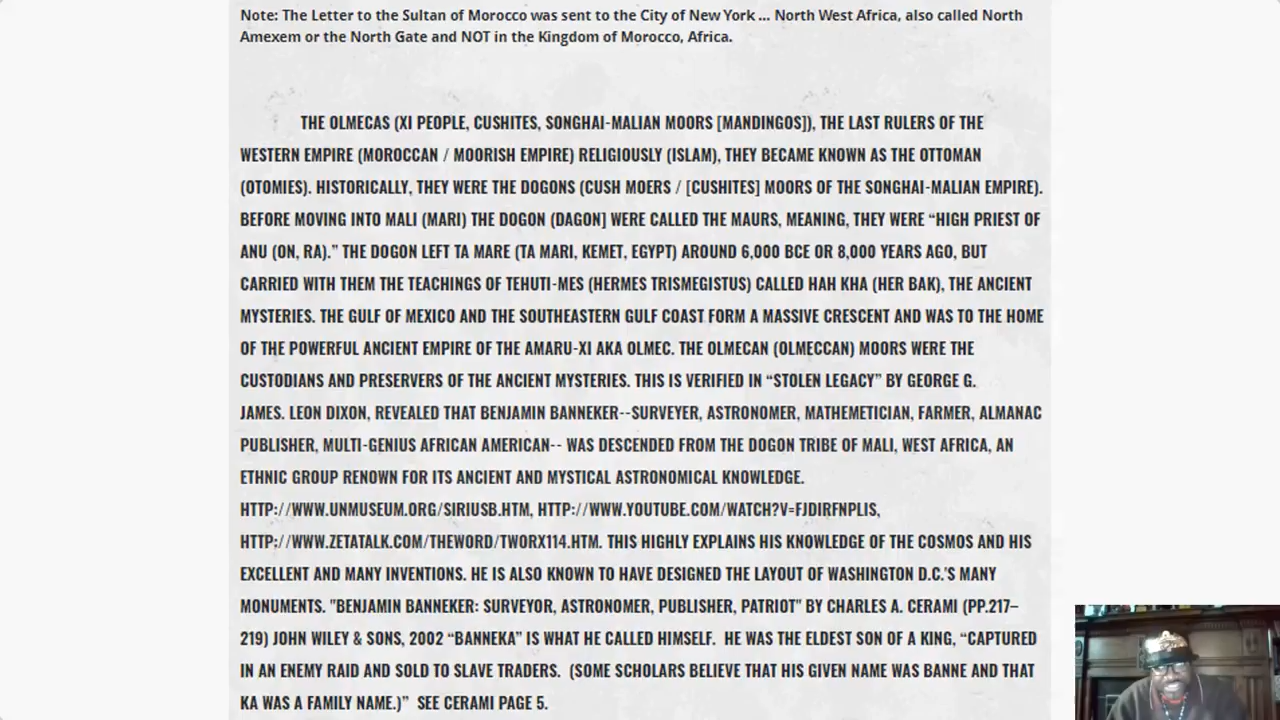 Note: The Letter to the Sultan of Morocco was sent to the City of New York ... North West Africa, also called North
Amexem or the North Gate and NOT in the Kingdom of Morocco, Africa.
THE OLMECAS (XI PEOPLE, CUSHITES, SONGHAI-MALIAN MOORS [MANDINGOS]), THE LAST RULERS OF THE
WESTERN EMPIRE (MOROCCAN / MOORISH EMPIRE) RELIGIOUSLY (ISLAM), THEY BECAME KNOWN AS THE OTTOMAN
(OTOMIES). HISTORICALLY, THEY WERE THE DOGONS (CUSH MOERS / [CUSHITES] MOORS OF THE SONGHAI-MALIAN EMPIRE).
BEFORE MOVING INTO MALI (MARI) THE DOGON (DAGON] WERE CALLED THE MAURS, MEANING, THEY WERE “HIGH PRIEST OF
ANU (ON, RA).” THE DOGON LEFT TA MARE (TA MARI, KEMET, EGYPT) AROUND 6,000 BCE OR 8,000 YEARS AGO, BUT
CARRIED WITH THEM THE TEACHINGS OF TEHUTI-MES (HERMES TRISMEGISTUS) CALLED HAH KHA (HER BAK), THE ANCIENT
MYSTERIES. THE GULF OF MEXICO AND THE SOUTHEASTERN GULF COAST FORM A MASSIVE CRESCENT AND WAS TO THE HOME
OF THE POWERFUL ANCIENT EMPIRE OF THE AMARU-XI AKA OLMEC. THE OLMECAN (OLMECCAN) MOORS WERE THE
CUSTODIANS AND PRESERVERS OF THE ANCIENT MYSTERIES. THIS IS VERIFIED IN “STOLEN LEGACY” BY GEORGE G.
JAMES. LEON DIXON, REVEALED THAT BENJAMIN BANNEKER--SURVEYER, ASTRONOMER, MATHEMETICIAN, FARMER, ALMANAC
PUBLISHER, MULTI-GENIUS AFRICAN AMERICAN-- WAS DESCENDED FROM THE DOGON TRIBE OF MALI, WEST AFRICA, AN
ETHNIC GROUP RENOWN FOR ITS ANCIENT AND MYSTICAL ASTRONOMICAL KNOWLEDGE.
HTTP://WWW.UNMUSEUM.ORG/SIRIUSB.HTM, HTTP://WWW.YOUTUBE.COM/WATCH?V=FJDIRFNPLIS,
HTTP://WWW.ZETATALK.COM/THEWORD/TWORX114.HTM. THIS HIGHLY EXPLAINS HIS KNOWLEDGE OF THE COSMOS AND HIS
EXCELLENT AND MANY INVENTIONS. HE IS ALSO KNOWN TO HAVE DESIGNED THE LAYOUT OF WASHINGTON D.C.'S MANY
MONUMENTS. "BENJAMIN BANNEKER: SURVEYOR, ASTRONOMER, PUBLISHER, PATRIOT" BY CHARLES A. CERAMI (PP.217–
219) JOHN WILEY & SONS, 2002 “BANNEKA” IS WHAT HE CALLED HIMSELF. HE WAS THE ELDEST SON OF A KING, “CAPTURED
IN AN ENEMY RAID AND SOLD TO SLAVE TRADERS. (SOME SCHOLARS BELIEVE THAT HIS GIVEN NAME WAS BANNE AND THAT
KA WAS A FAMILY NAME.)” SEE CERAMI PAGE 5.